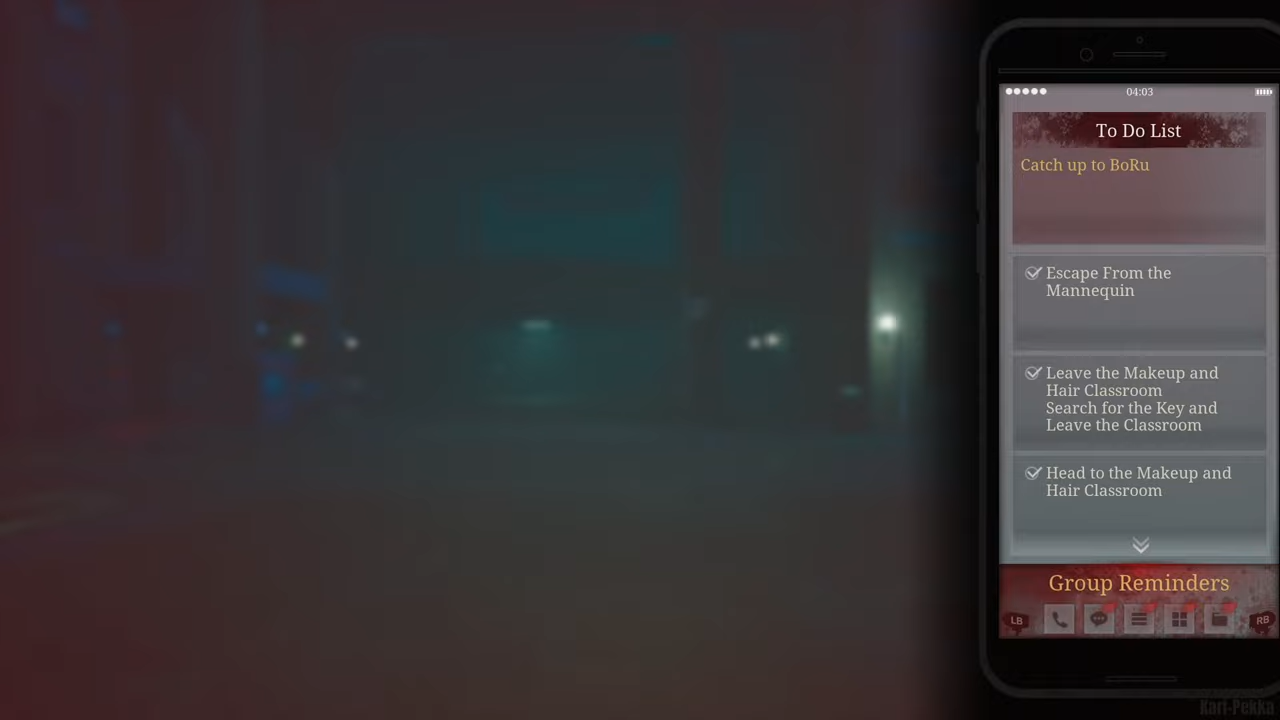 04:03
To Do List
Catch up to BoRu
Escape From the
Mannequin
Leave the Makeup and
Hair Classroom
Search for the Key and
Leave the Classroom
Head to the Makeup and
Hair Classroom
Group Reminders
LB
RB
Kari-Pekka